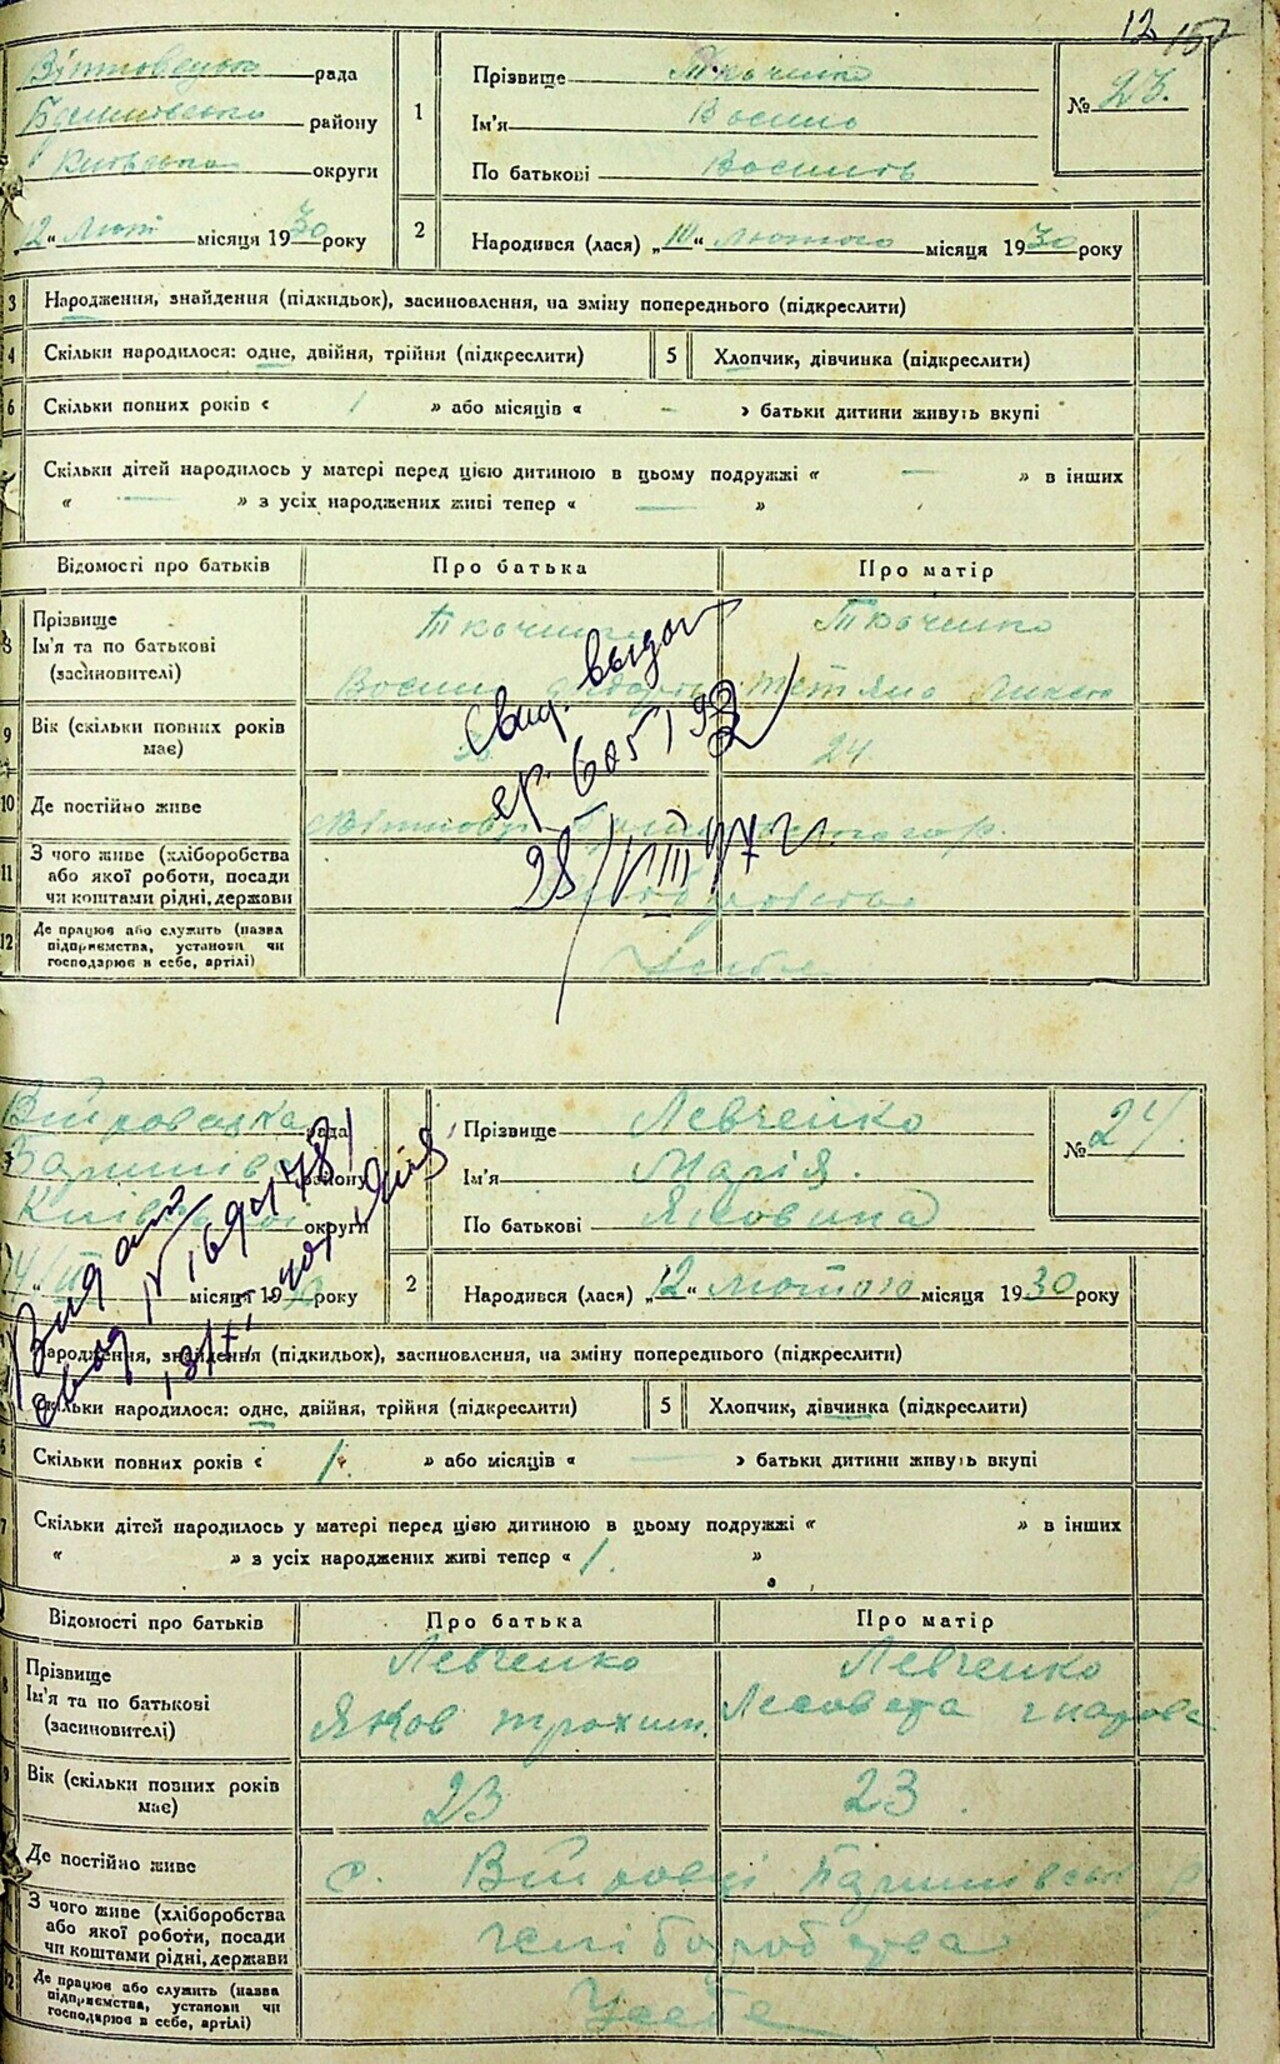 12 157
рада
району
округи
„12“ Люті місяця 1930 року
1
Прізвище Ткаченко
Ім'я Василь
По батькові Васильов
№ 23.
2
Народився (лася) „10“ лютого місяця 1930 року
3 Народження, знайдення (підкидьок), засиновлення, на зміну попереднього (підкреслити)
4 Скільки народилося: одне, двійня, трійня (підкреслити) 5 Хлопчик, дівчинка (підкреслити)
6 Скільки повних років « / » або місяців « - » батьки дитини живуть вкупі
Скільки дітей народилось у матері перед цією дитиною в цьому подружжі « — » в інших
« — » з усіх народжених живі тепер « — »
Відомості про батьків Про батька Про матір
8 Прізвище
Ім'я та по батькові
(засиновителі)
Ткаченко Ткаченко
Тетяна
9 Вік (скільки повних років має)
24
10 Де постійно живе
11 З чого живе (хліборобства або якої роботи, посади чи коштами рідні, держави
12 Де працює або служить (назва підприємства, установи чи господарює в себе, артілі)
Усебе
Свид. выдат
605192
28/VIII 97 г
рада
району
Київської округи
місяця 19 року
Прізвище Левченко
Ім'я Марія.
По батькові Яковина
№ 24.
2
Народився (лася) „12“ лютого місяця 1930 року
Народження, знайдення (підкидьок), засиновлення, на зміну попереднього (підкреслити)
Скільки народилося: одне, двійня, трійня (підкреслити) 5 Хлопчик, дівчинка (підкреслити)
Скільки повних років « 1. » або місяців « — » батьки дитини живуть вкупі
7 Скільки дітей народилось у матері перед цією дитиною в цьому подружжі « » в інших
« » з усіх народжених живі тепер « 1. »
Відомості про батьків Про батька Про матір
Прізвище
Ім'я та по батькові
(засиновителі)
Левченко Левченко
Яков трохим.
9 Вік (скільки повних років має)
23 23.
Де постійно живе
с.
З чого живе (хліборобства або якої роботи, посади чи коштами рідні, держави
Де працює або служить (назва підприємства, установи чи господарює в себе, артілі)
Усебе